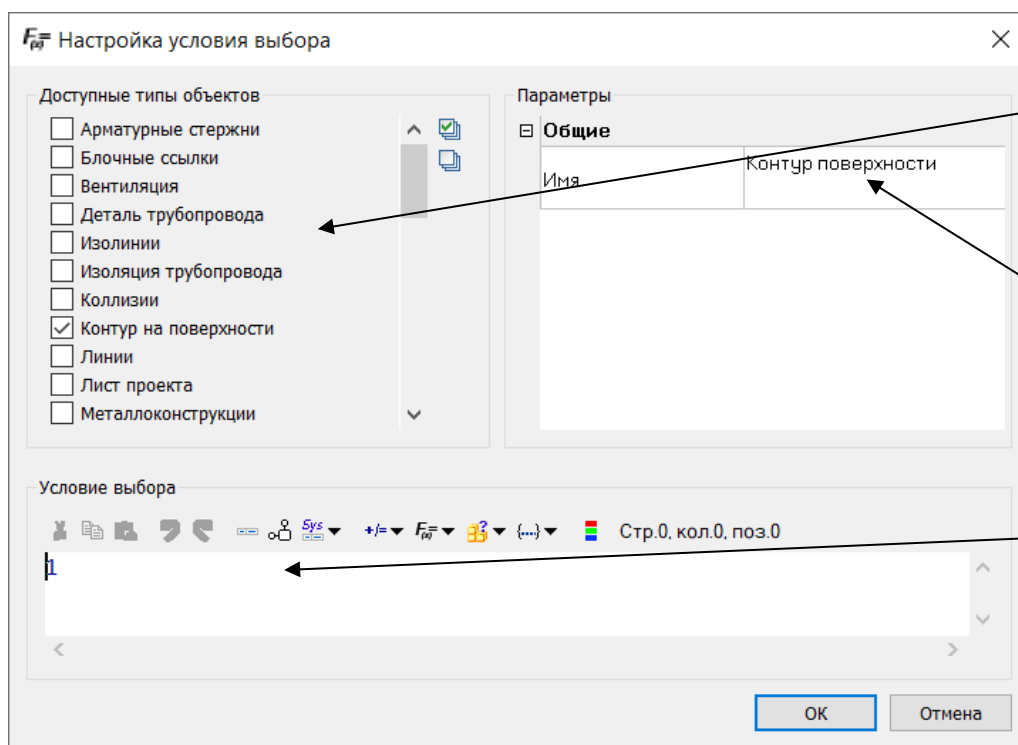 F(x)= Настройка условия выбора
Доступные типы объектов
Арматурные стержни
Блочные ссылки
Вентиляция
Деталь трубопровода
Изолинии
Изоляция трубопровода
Коллизии
Контур на поверхности
Линии
Лист проекта
Металлоконструкции
Параметры
Общие
Имя Контур поверхности
Условие выбора
Sys +/= F(x)= {...} Стр.0, кол.0, поз.0
1
ОК Отмена